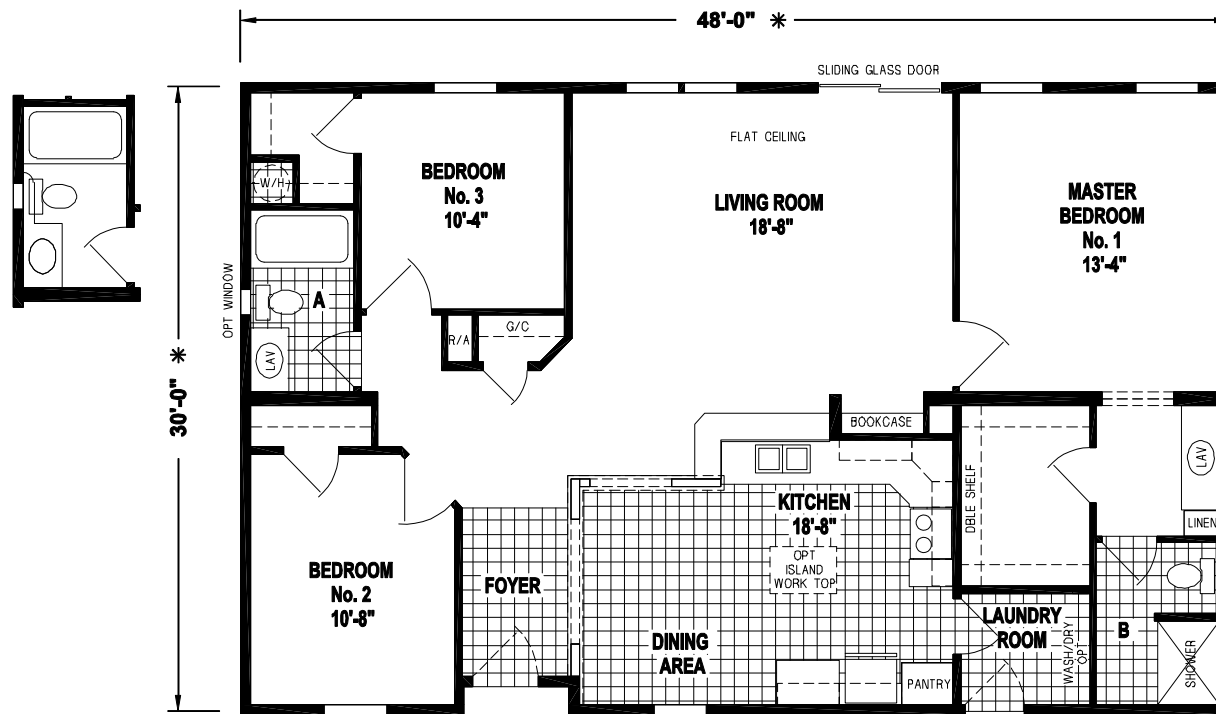 48'-0" *
SLIDING GLASS DOOR
FLAT CEILING
BEDROOM
No. 3
10'-4"
LIVING ROOM
18'-8"
MASTER
BEDROOM
No. 1
13'-4"
W/H
OPT WINDOW
A
LAV
R/A
G/C
30'-0" *
BOOKCASE
LAV
DBLE SHELF
LINEN
KITCHEN
18'-8"
OPT
ISLAND
WORK TOP
BEDROOM
No. 2
10'-8"
FOYER
DINING
AREA
LAUNDRY
ROOM
WASH/DRY
OPT
B
SHOWER
PANTRY